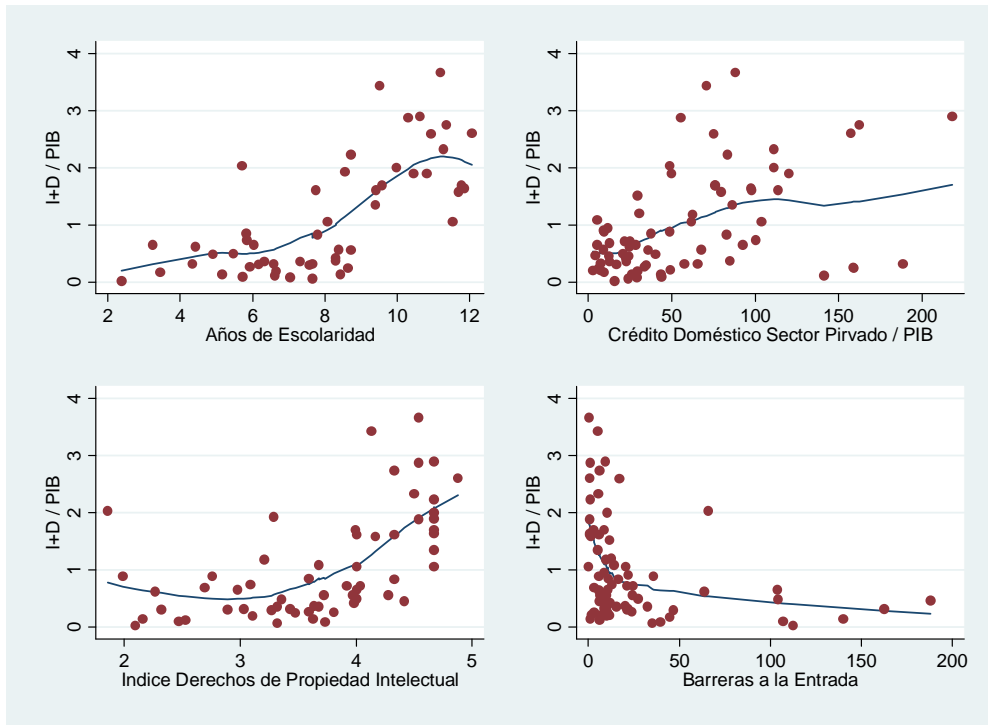 4
3
2
1
0
I+D / PIB
2 4 6 8 10 12
Años de Escolaridad
4
3
2
1
0
I+D / PIB
0 50 100 150 200
Crédito Doméstico Sector Pirvado / PIB
4
3
2
1
0
I+D / PIB
2 3 4 5
Indice Derechos de Propiedad Intelectual
4
3
2
1
0
I+D / PIB
0 50 100 150 200
Barreras a la Entrada